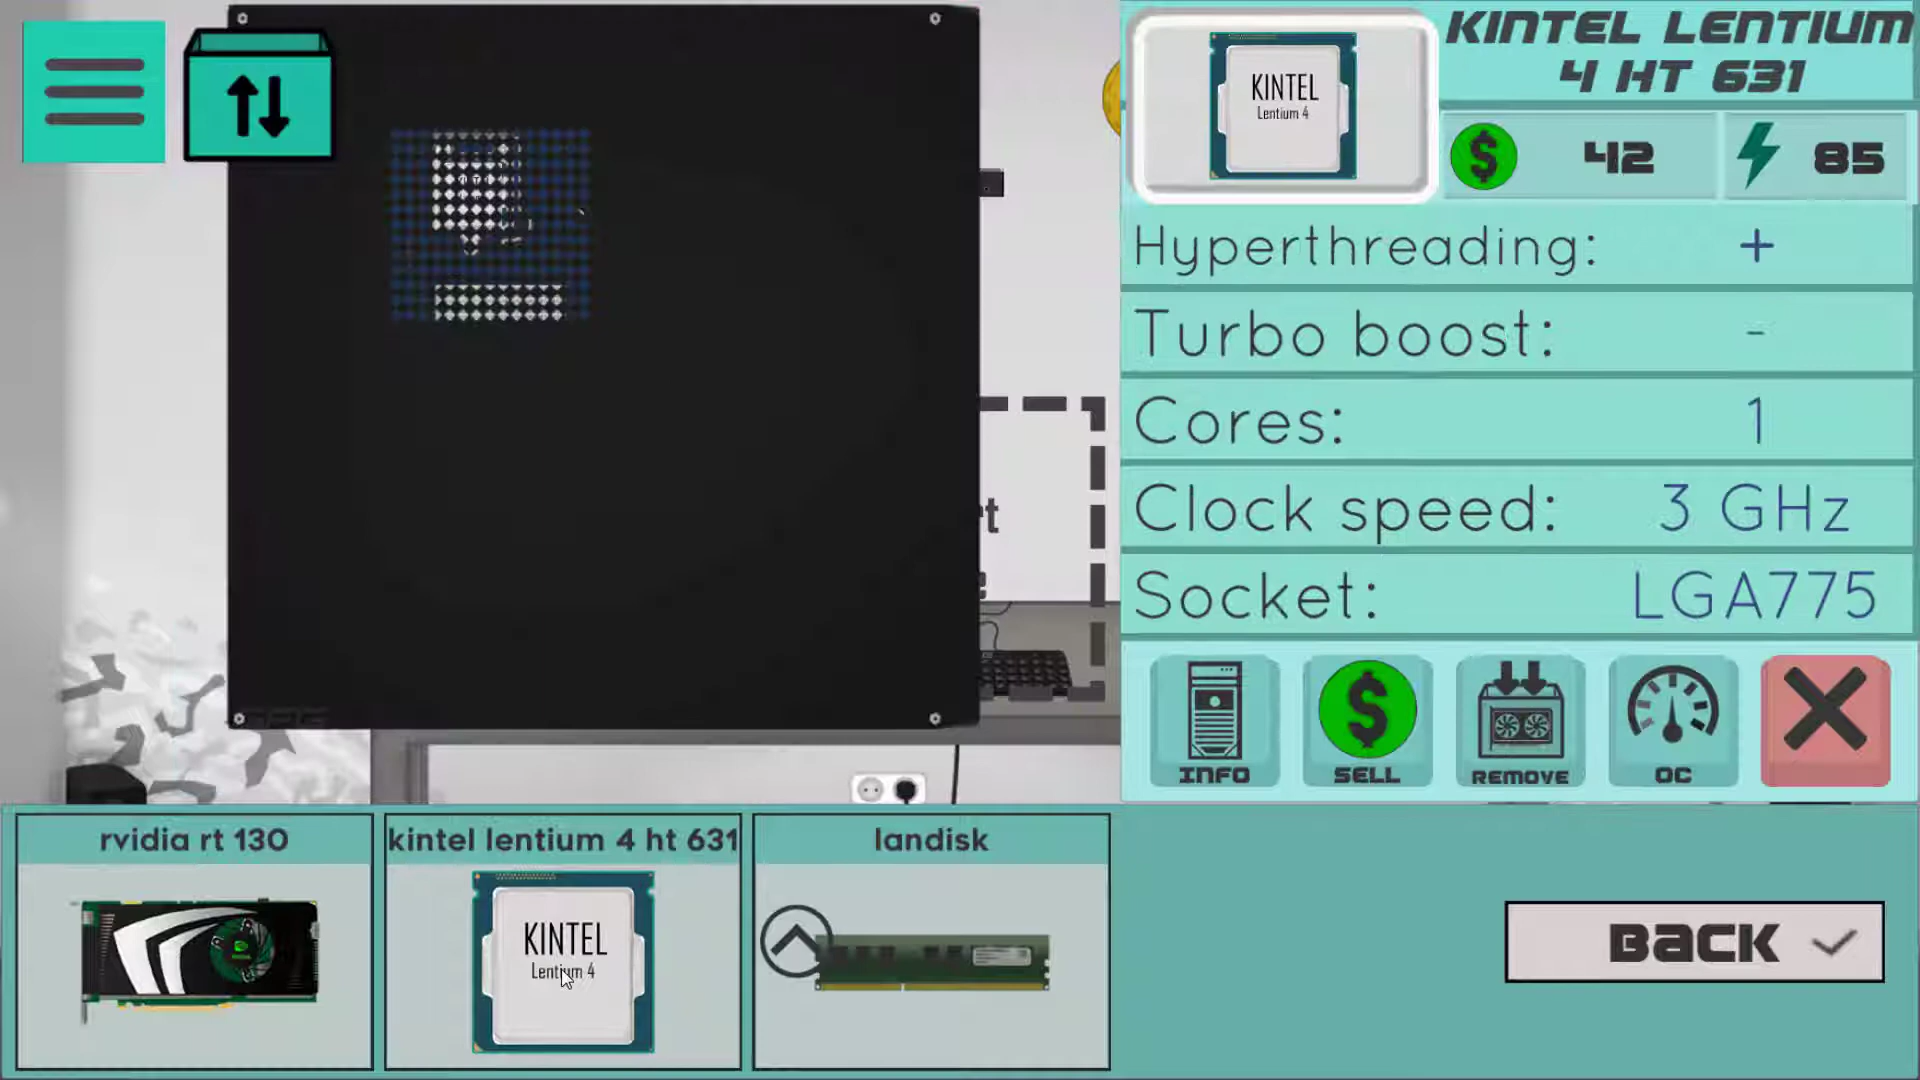 KINTEL LENTIUM
4 HT 631
KINTEL
Lentium 4
42
85
Hyperthreading: +
Turbo boost: -
Cores: 1
Clock speed: 3 GHz
Socket: LGA775
INFO
SELL
REMOVE
OC
rvidia rt 130
kintel lentium 4 ht 631
landisk
KINTEL
Lentium 4
BACK